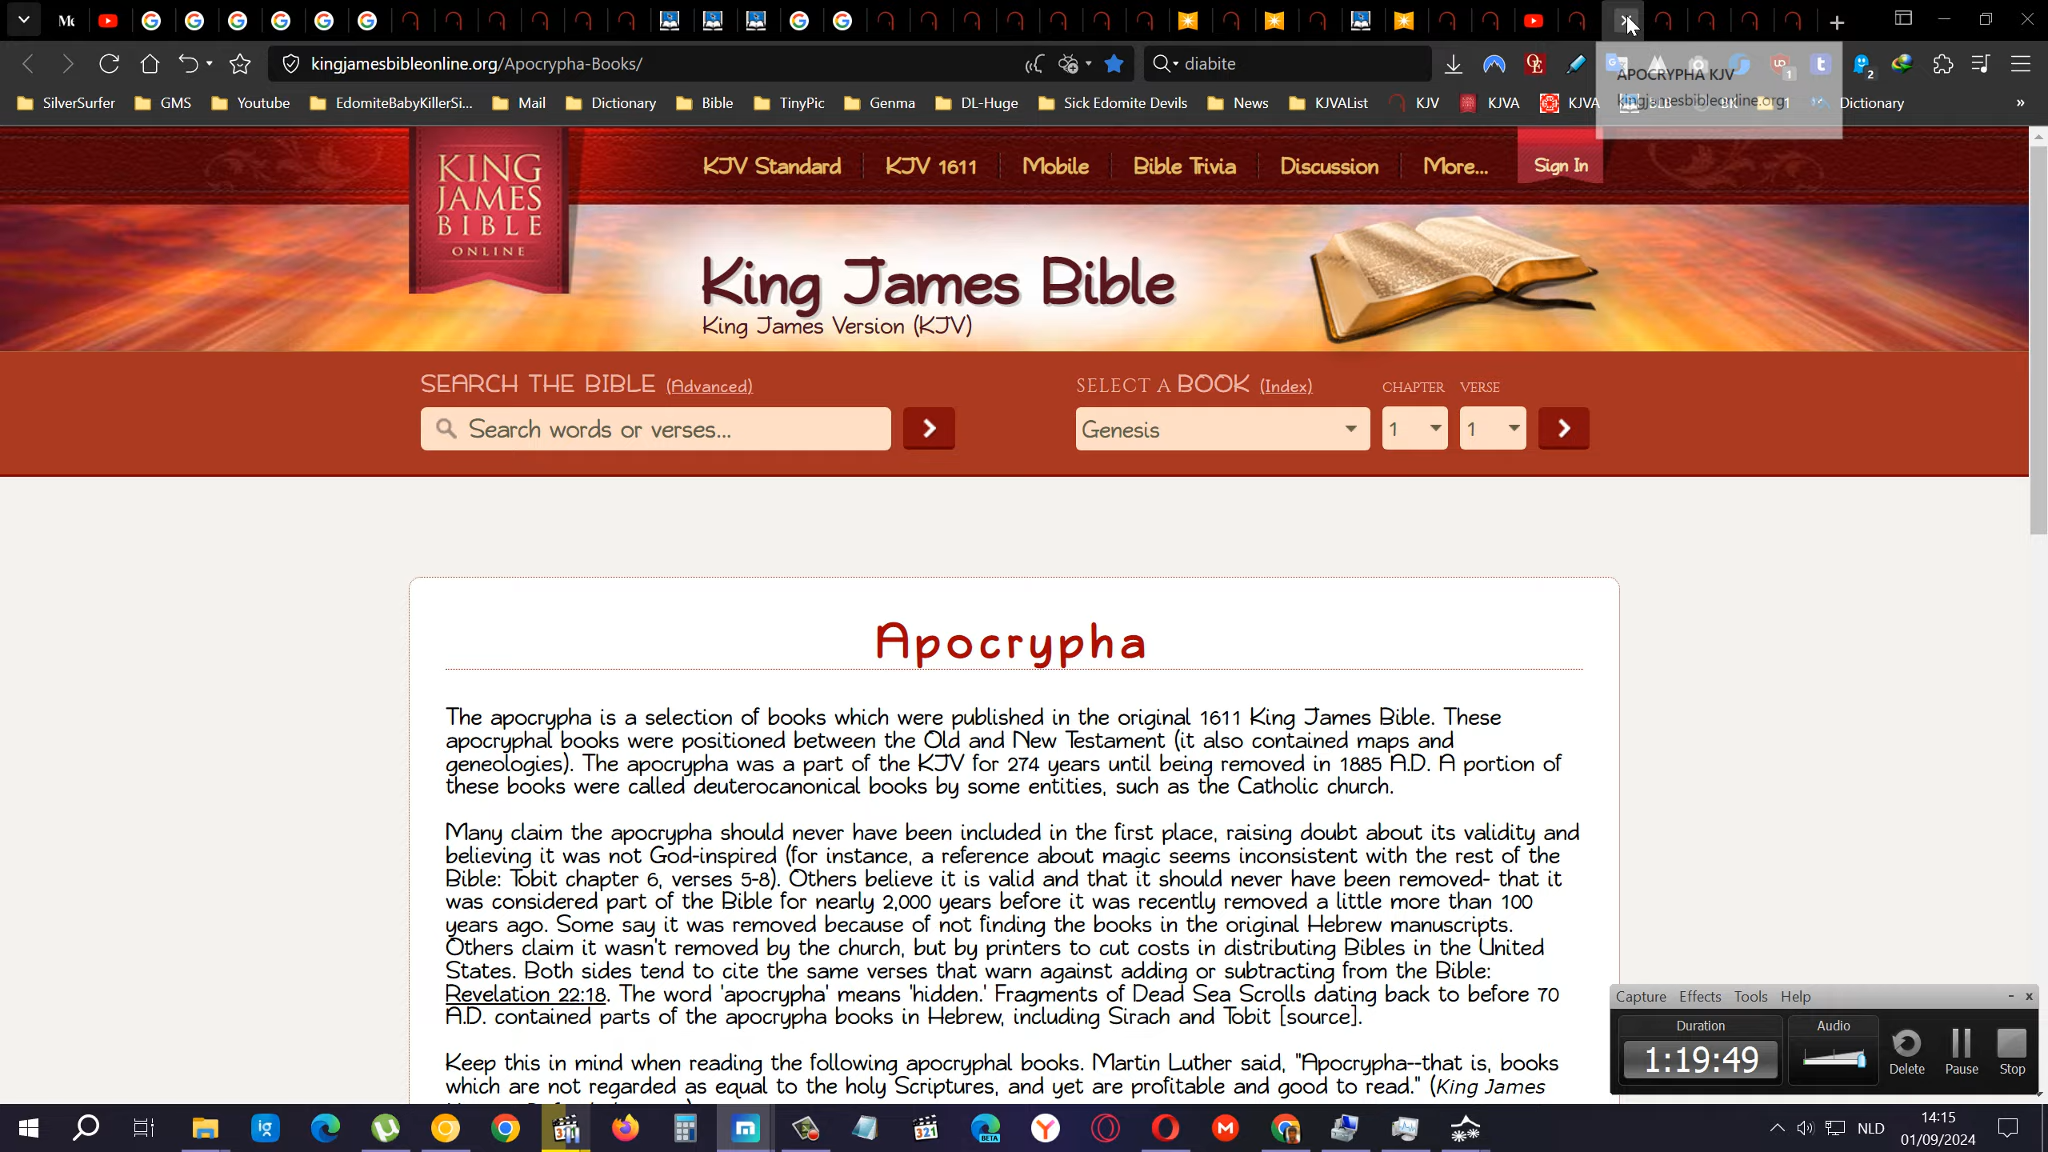 kingjamesbibleonline.org/Apocrypha-Books/
diabite
APOCRYPHA KJV
kingjamesbibleonline.org
SilverSurfer
GMS
Youtube
EdomiteBabyKillerSi...
Mail
Dictionary
Bible
TinyPic
Genma
DL-Huge
Sick Edomite Devils
News
KJVAList
KJV
KJVA
KJVA
BLB
1
Dictionary
KING JAMES BIBLE ONLINE
KJV Standard
KJV 1611
Mobile
Bible Trivia
Discussion
More...
Sign In
King James Bible
King James Version (KJV)
SEARCH THE BIBLE (Advanced)
SELECT A BOOK (Index)
CHAPTER
VERSE
Search words or verses...
Genesis
1
1
Apocrypha
The apocrypha is a selection of books which were published in the original 1611 King James Bible. These
apocryphal books were positioned between the Old and New Testament (it also contained maps and
geneologies). The apocrypha was a part of the KJV for 274 years until being removed in 1885 A.D. A portion of
these books were called deuterocanonical books by some entities, such as the Catholic church.
Many claim the apocrypha should never have been included in the first place, raising doubt about its validity and
believing it was not God-inspired (for instance, a reference about magic seems inconsistent with the rest of the
Bible: Tobit chapter 6, verses 5-8). Others believe it is valid and that it should never have been removed- that it
was considered part of the Bible for nearly 2,000 years before it was recently removed a little more than 100
years ago. Some say it was removed because of not finding the books in the original Hebrew manuscripts.
Others claim it wasn't removed by the church, but by printers to cut costs in distributing Bibles in the United
States. Both sides tend to cite the same verses that warn against adding or subtracting from the Bible:
Revelation 22:18. The word 'apocrypha' means 'hidden.' Fragments of Dead Sea Scrolls dating back to before 70
A.D. contained parts of the apocrypha books in Hebrew, including Sirach and Tobit [source].
Keep this in mind when reading the following apocryphal books. Martin Luther said, "Apocrypha--that is, books
which are not regarded as equal to the holy Scriptures, and yet are profitable and good to read." (King James
Capture Effects Tools Help
Duration
Audio
1:19:49
Delete
Pause
Stop
NLD
14:15
01/09/2024